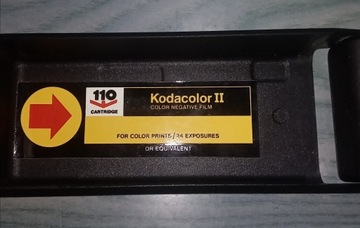 110
CARTRIDGE
Kodacolor II
COLOR NEGATIVE FILM
FOR COLOR PRINTS / 24 EXPOSURES
OR EQUIVALENT